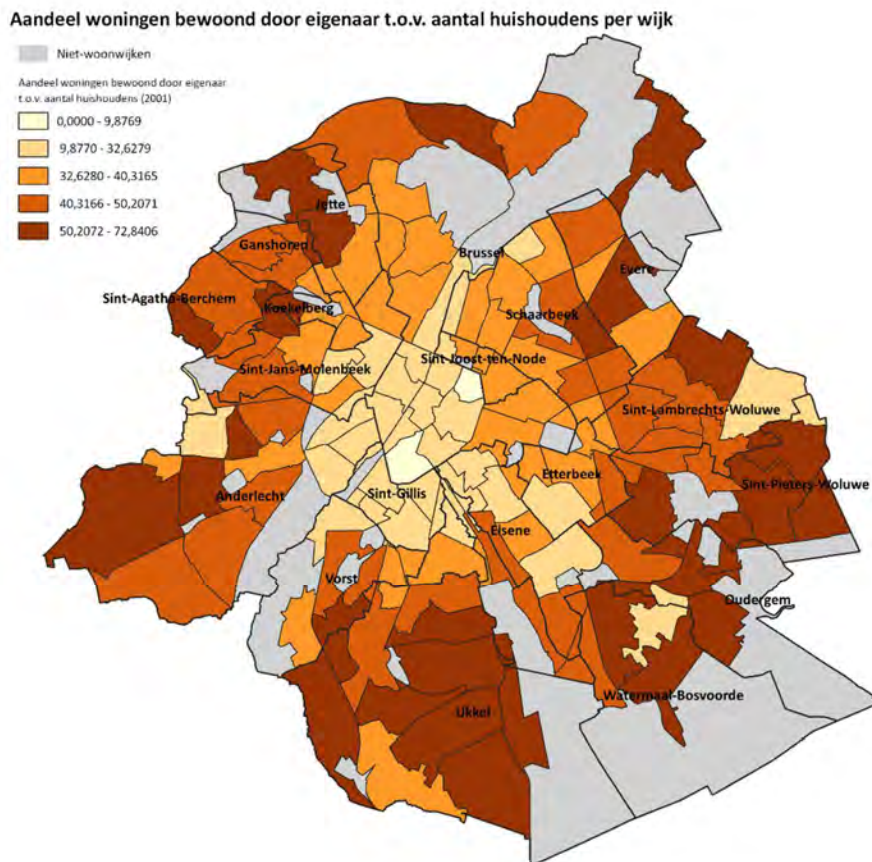 Aandeel woningen bewoond door eigenaar t.o.v. aantal huishoudens per wijk
Niet-woonwijken
Aandeel woningen bewoond door eigenaar
t.o.v. aantal huishoudens (2001)
0,0000 - 9,8769
9,8770 - 32,6279
32,6280 - 40,3165
40,3166 - 50,2071
50,2072 - 72,8406
Jette
Ganshoren
Brussel
Evere
Sint-Agatha-Berchem
Koekelberg
Schaarbeek
Sint-Joost-ten-Node
Sint-Jans-Molenbeek
Sint-Lambrechts-Woluwe
Etterbeek
Sint-Pieters-Woluwe
Anderlecht
Sint-Gillis
Elsene
Vorst
Oudergem
Watermaal-Bosvoorde
Ukkel